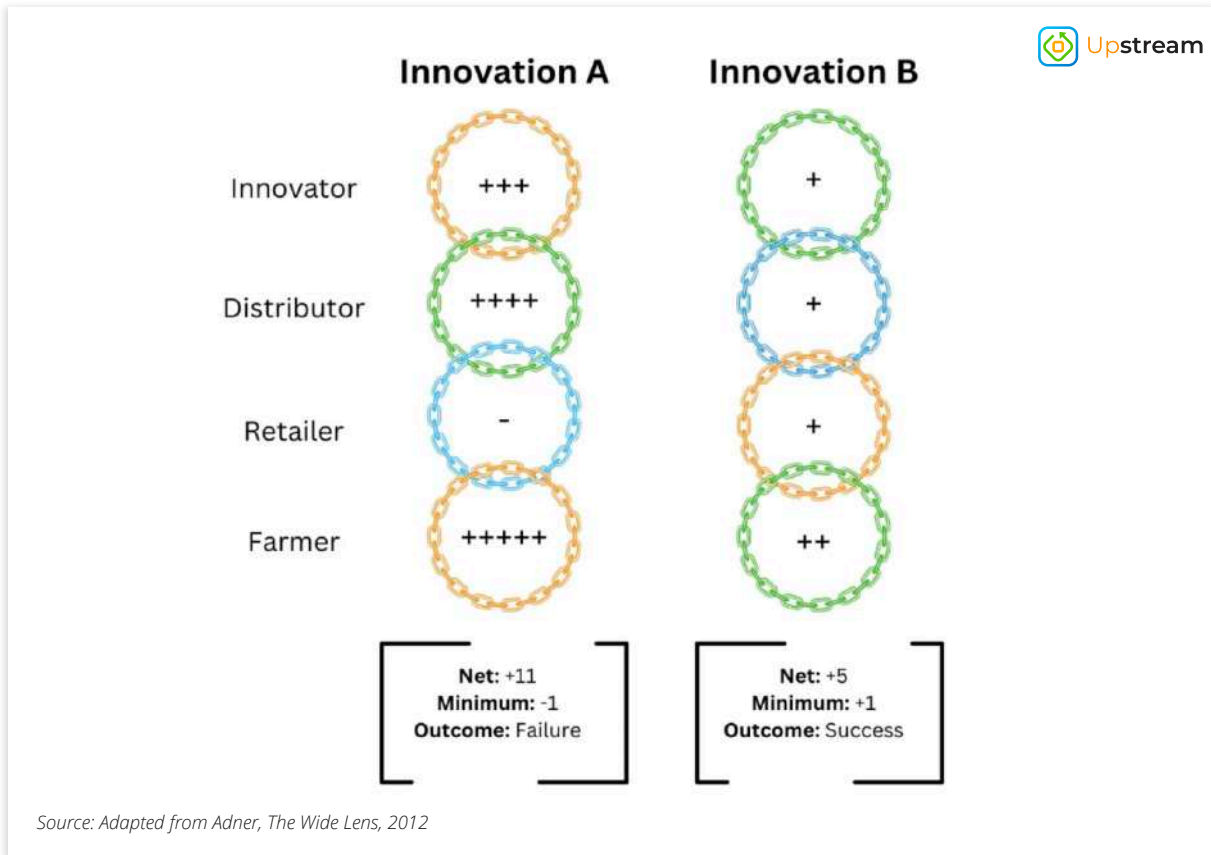 Upstream
Innovation A Innovation B
Innovator +++ +
Distributor ++++ +
Retailer - +
Farmer +++++ ++
Net: +11 Net: +5
Minimum: -1 Minimum: +1
Outcome: Failure Outcome: Success
Source: Adapted from Adner, The Wide Lens, 2012